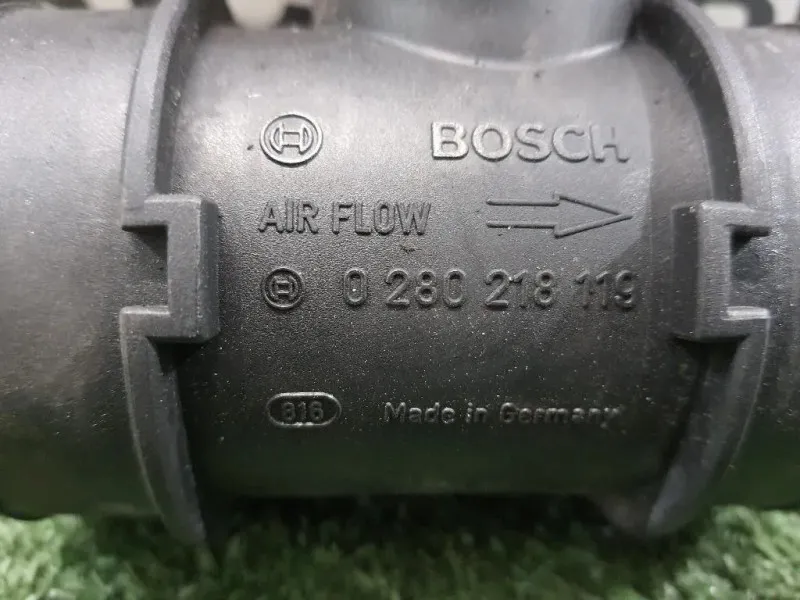 BOSCH
AIR FLOW
0 280 218 119
816
Made in Germany